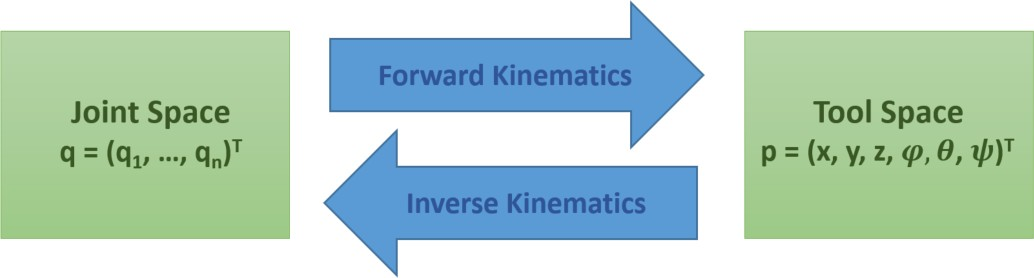 Joint Space
q = (q₁, …, qₙ)ᵀ
Forward Kinematics
Inverse Kinematics
Tool Space
p = (x, y, z, φ, θ, ψ)ᵀ